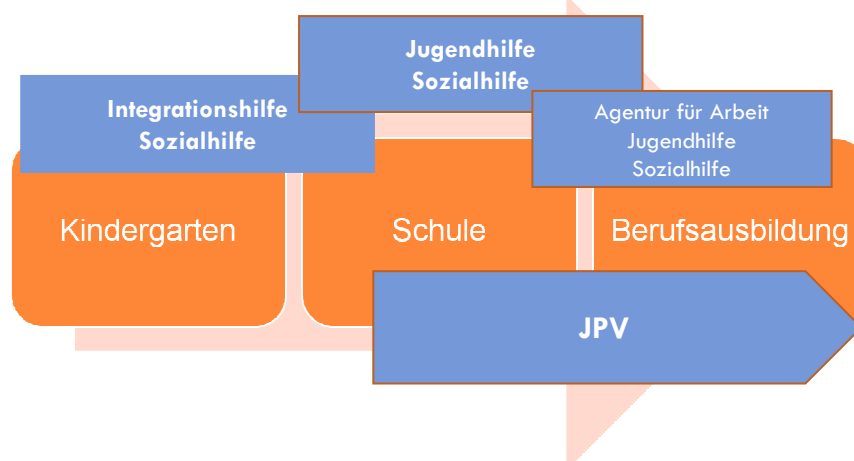 Jugendhilfe
Sozialhilfe
Integrationshilfe
Sozialhilfe
Agentur für Arbeit
Jugendhilfe
Sozialhilfe
Kindergarten
Schule
Berufsausbildung
JPV